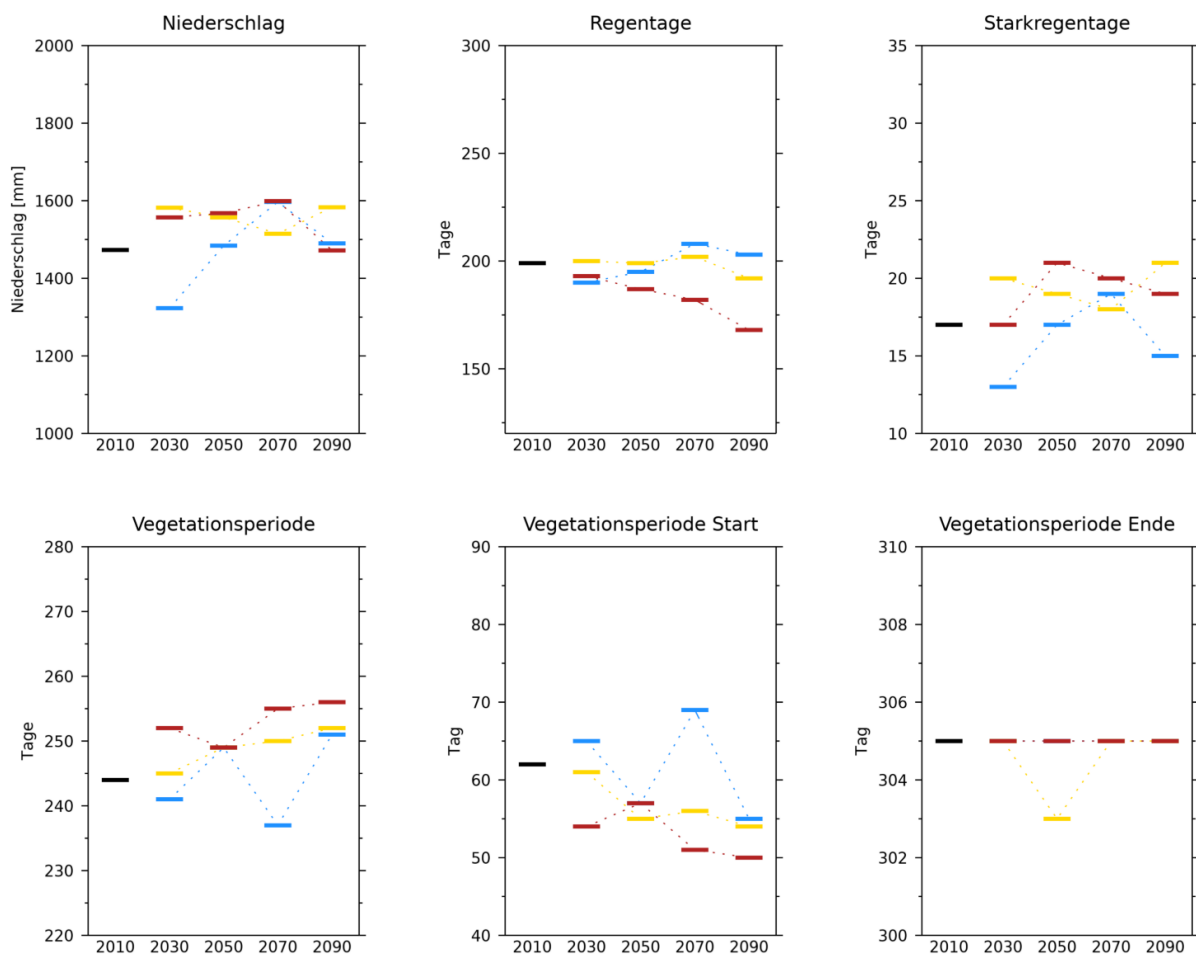 Niederschlag
2000
1800
1600
1400
1200
1000
Niederschlag [mm]
2010 2030 2050 2070 2090
Regentage
300
250
200
150
Tage
2010 2030 2050 2070 2090
Starkregentage
35
30
25
20
15
10
Tage
2010 2030 2050 2070 2090
Vegetationsperiode
280
270
260
250
240
230
220
Tage
2010 2030 2050 2070 2090
Vegetationsperiode Start
90
80
70
60
50
40
Tag
2010 2030 2050 2070 2090
Vegetationsperiode Ende
310
308
306
304
302
300
Tag
2010 2030 2050 2070 2090